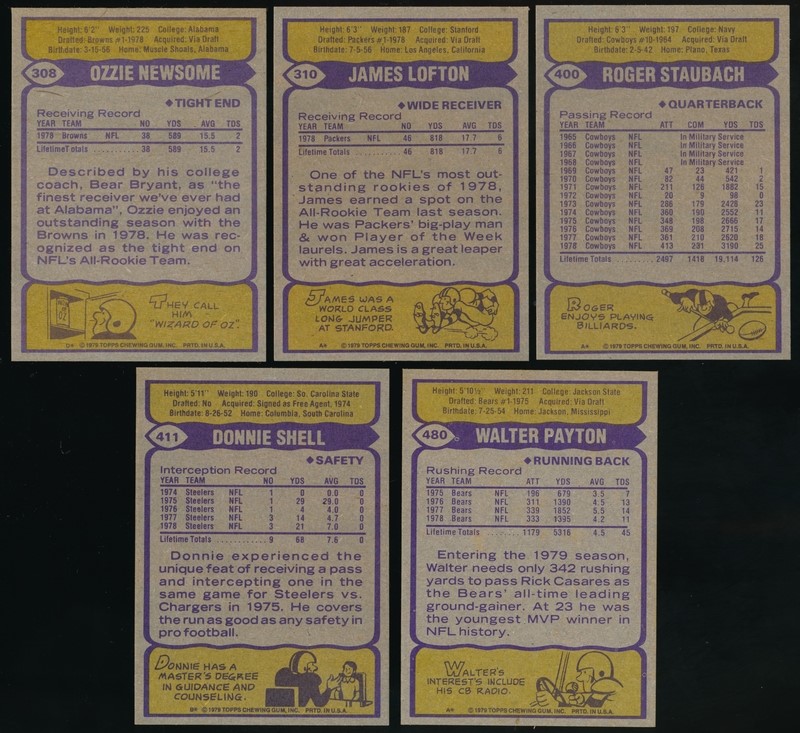 Height: 6'2" Weight: 225 College: Alabama
Drafted: Browns #1-1978 Acquired: Via Draft
Birthdate: 3-15-56 Home: Muscle Shoals, Alabama
308 OZZIE NEWSOME
◆TIGHT END
Receiving Record
YEAR TEAM NO YDS AVG TDS
1978 Browns NFL 38 589 15.5 2
Lifetime Totals ........... 38 589 15.5 2
Described by his college
coach, Bear Bryant, as "the
finest receiver we've ever had
at Alabama", Ozzie enjoyed an
outstanding season with the
Browns in 1978. He was rec-
ognized as the tight end on
NFL's All-Rookie Team.
OZ
THEY CALL
HIM
"WIZARD OF OZ".
D* © 1979 TOPPS CHEWING GUM, INC. PRTD. IN U.S.A.
Height: 6'3" Weight: 187 College: Stanford
Drafted: Packers #1-1978 Acquired: Via Draft
Birthdate: 7-5-56 Home: Los Angeles, California
310 JAMES LOFTON
◆WIDE RECEIVER
Receiving Record
YEAR TEAM NO YDS AVG TDS
1978 Packers NFL 46 818 17.7 6
Lifetime Totals ........... 46 818 17.7 6
One of the NFL's most out-
standing rookies of 1978,
James earned a spot on the
All-Rookie Team last season.
He was Packers' big-play man
& won Player of the Week
laurels. James is a great leaper
with great acceleration.
JAMES WAS A
WORLD CLASS
LONG JUMPER
AT STANFORD.
A* © 1979 TOPPS CHEWING GUM, INC. PRTD. IN U.S.A.
Height: 6'3" Weight: 197 College: Navy
Drafted: Cowboys #10-1964 Acquired: Via Draft
Birthdate: 2-5-42 Home: Plano, Texas
400 ROGER STAUBACH
◆QUARTERBACK
Passing Record
YEAR TEAM ATT COM YDS TDS
1965 Cowboys NFL In Military Service
1966 Cowboys NFL In Military Service
1967 Cowboys NFL In Military Service
1968 Cowboys NFL In Military Service
1969 Cowboys NFL 47 23 421 1
1970 Cowboys NFL 82 44 542 2
1971 Cowboys NFL 211 126 1882 15
1972 Cowboys NFL 20 9 98 0
1973 Cowboys NFL 286 179 2428 23
1974 Cowboys NFL 360 190 2552 11
1975 Cowboys NFL 348 198 2666 17
1976 Cowboys NFL 369 208 2715 14
1977 Cowboys NFL 361 210 2620 18
1978 Cowboys NFL 413 231 3190 25
Lifetime Totals ........... 2467 1418 19,114 126
ROGER
ENJOYS PLAYING
BILLIARDS.
A* © 1979 TOPPS CHEWING GUM, INC. PRTD. IN U.S.A.
Height: 5'11" Weight: 190 College: So. Carolina State
Drafted: No Acquired: Signed as Free Agent, 1974
Birthdate: 8-26-52 Home: Columbia, South Carolina
411 DONNIE SHELL
◆SAFETY
Interception Record
YEAR TEAM NO YDS AVG TDS
1974 Steelers NFL 1 0 0.0 0
1975 Steelers NFL 1 29 29.0 0
1976 Steelers NFL 1 4 4.0 0
1977 Steelers NFL 3 14 4.7 0
1978 Steelers NFL 3 21 7.0 0
Lifetime Totals ........... 9 68 7.6 0
Donnie experienced the
unique feat of receiving a pass
and intercepting one in the
same game for Steelers vs.
Chargers in 1975. He covers
the run as good as any safety in
pro football.
DONNIE HAS A
MASTER'S DEGREE
IN GUIDANCE AND
COUNSELING.
B* © 1979 TOPPS CHEWING GUM, INC. PRTD. IN U.S.A.
Height: 5'10½" Weight: 211 College: Jackson State
Drafted: Bears #1-1975 Acquired: Via Draft
Birthdate: 7-25-54 Home: Jackson, Mississippi
480 WALTER PAYTON
◆RUNNING BACK
Rushing Record
YEAR TEAM ATT YDS AVG TDS
1975 Bears NFL 196 679 3.5 7
1976 Bears NFL 311 1390 4.5 13
1977 Bears NFL 339 1852 5.5 14
1978 Bears NFL 333 1395 4.2 11
Lifetime Totals ........ 1179 5316 4.5 45
Entering the 1979 season,
Walter needs only 342 rushing
yards to pass Rick Casares as
the Bears' all-time leading
ground-gainer. At 23 he was
the youngest MVP winner in
NFL history.
WALTER'S
INTERESTS INCLUDE
HIS CB RADIO.
A* © 1979 TOPPS CHEWING GUM, INC. PRTD. IN U.S.A.